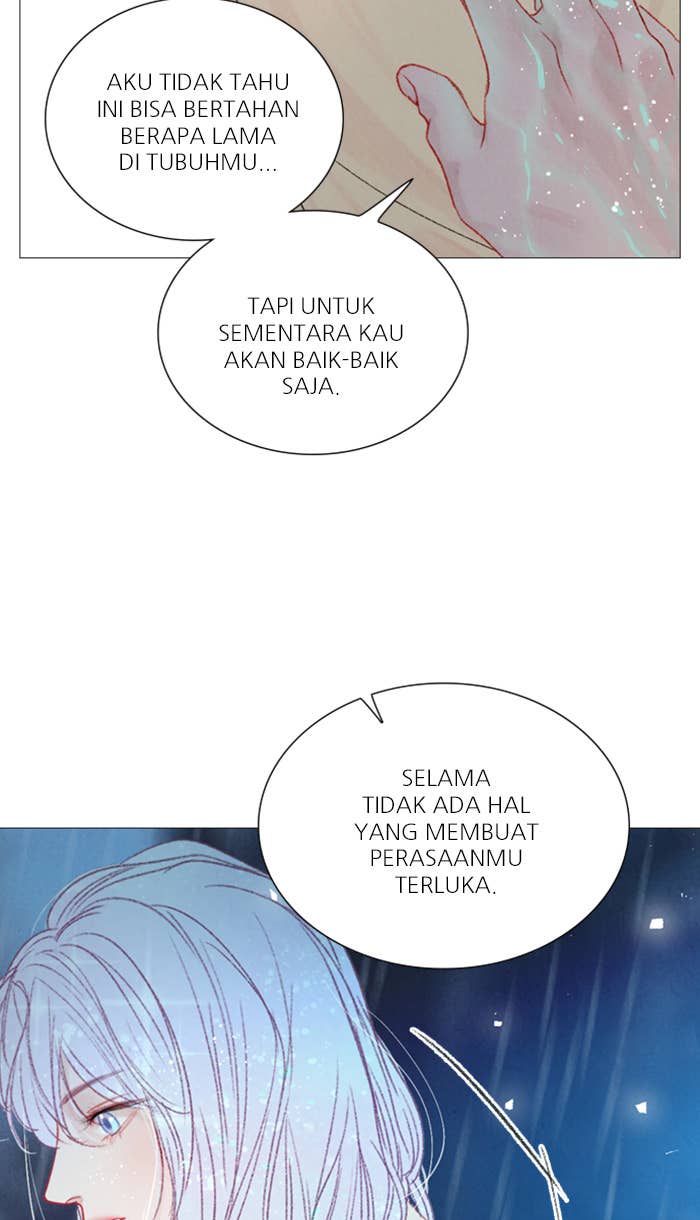 AKU TIDAK TAHU
INI BISA BERTAHAN
BERAPA LAMA
DI TUBUHMU...
TAPI UNTUK
SEMENTARA KAU
AKAN BAIK-BAIK
SAJA.
SELAMA
TIDAK ADA HAL
YANG MEMBUAT
PERASAANMU
TERLUKA.